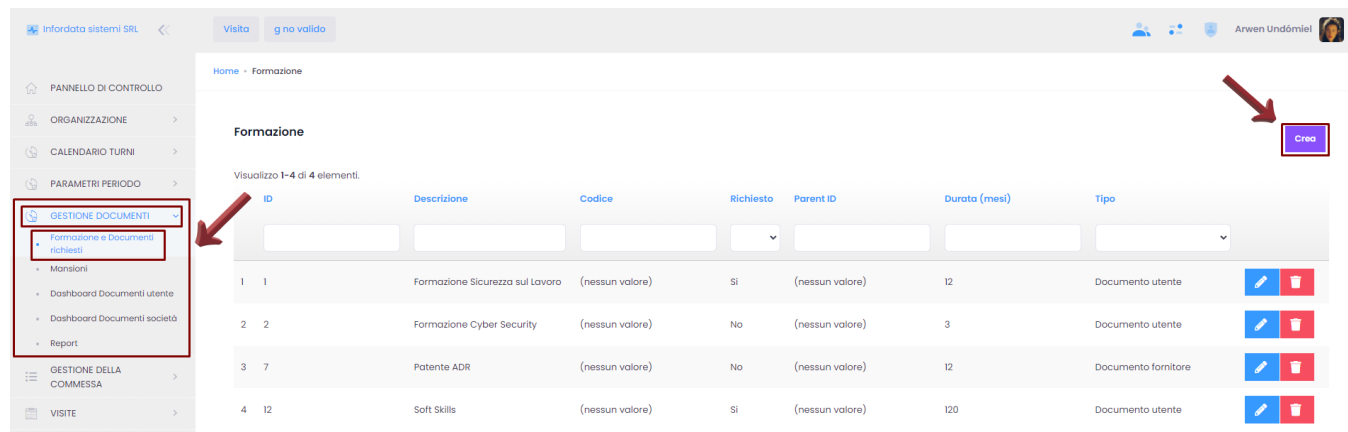 Infordata sistemi SRL
Visita
g no valido
Arwen Undómiel
Home
Formazione
PANNELLO DI CONTROLLO
ORGANIZZAZIONE
CALENDARIO TURNI
PARAMETRI PERIODO
GESTIONE DOCUMENTI
Formazione e Documenti
richiesti
Mansioni
Dashboard Documenti utente
Dashboard Documenti società
Report
GESTIONE DELLA
COMMESSA
VISITE
Formazione
Crea
Visualizzo 1-4 di 4 elementi.
ID Descrizione Codice Richiesto Parent ID Durata (mesi) Tipo
1 1 Formazione Sicurezza sul Lavoro (nessun valore) Si (nessun valore) 12 Documento utente
2 2 Formazione Cyber Security (nessun valore) No (nessun valore) 3 Documento utente
3 7 Patente ADR (nessun valore) No (nessun valore) 12 Documento fornitore
4 12 Soft Skills (nessun valore) Si (nessun valore) 120 Documento utente